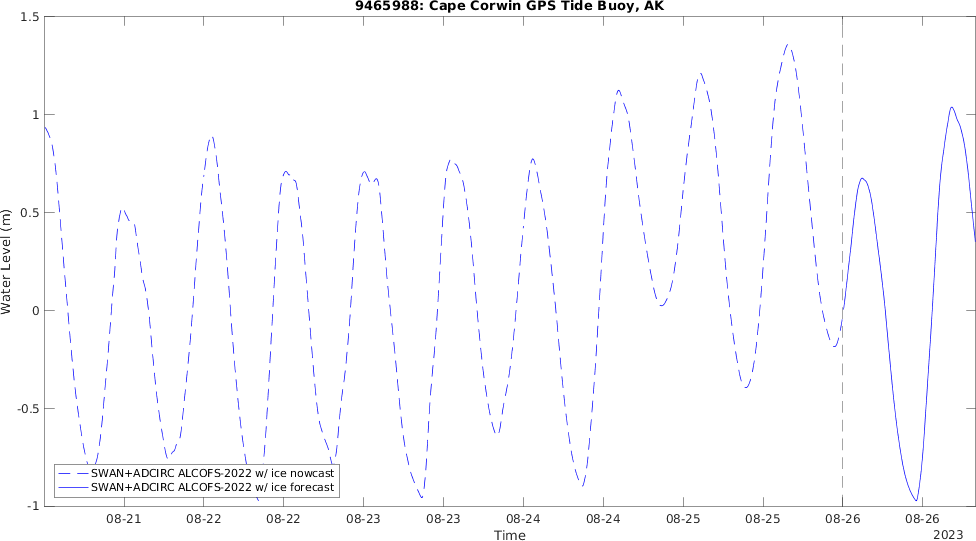 9465988: Cape Corwin GPS Tide Buoy, AK
1.5
1
0.5
0
-0.5
-1
Water Level (m)
SWAN+ADCIRC ALCOFS-2022 w/ ice nowcast
SWAN+ADCIRC ALCOFS-2022 w/ ice forecast
08-21 08-22 08-22 08-23 08-23 08-24 08-24 08-25 08-25 08-26 08-26
Time
2023